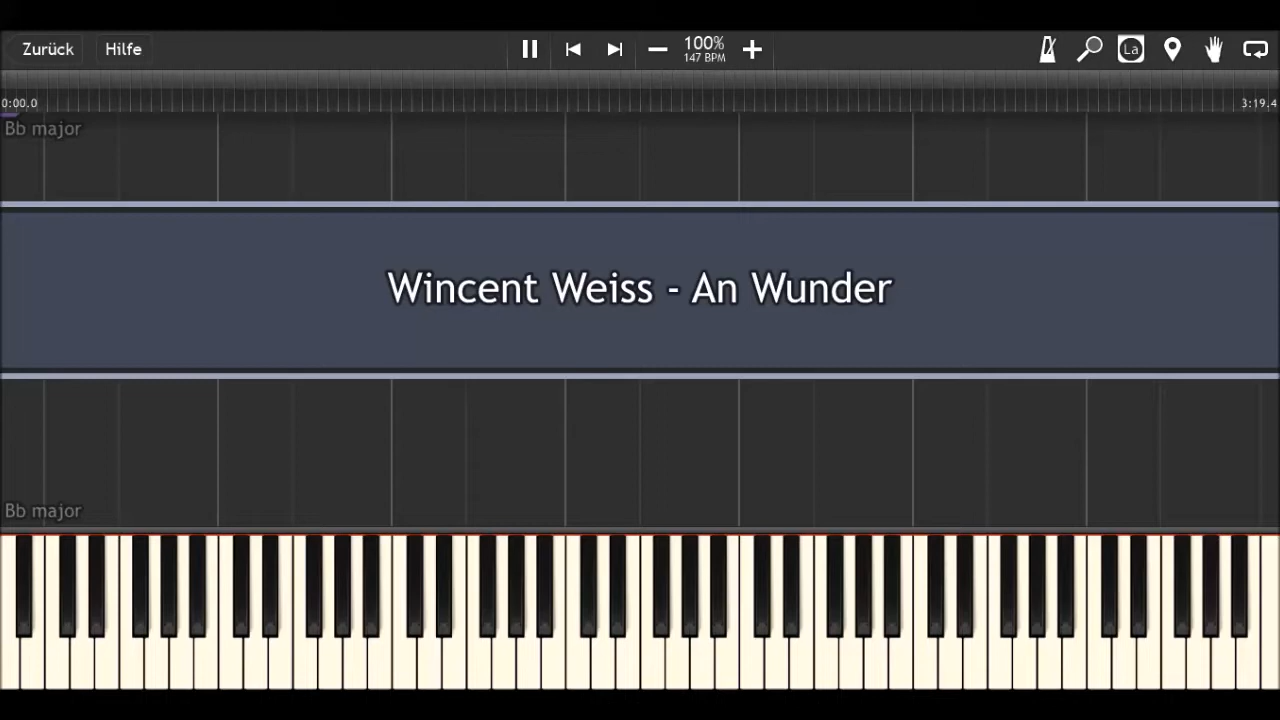 Zurück
Hilfe
100%
147 BPM
La
0:00.0
3:19.4
Bb major
Wincent Weiss - An Wunder
Bb major